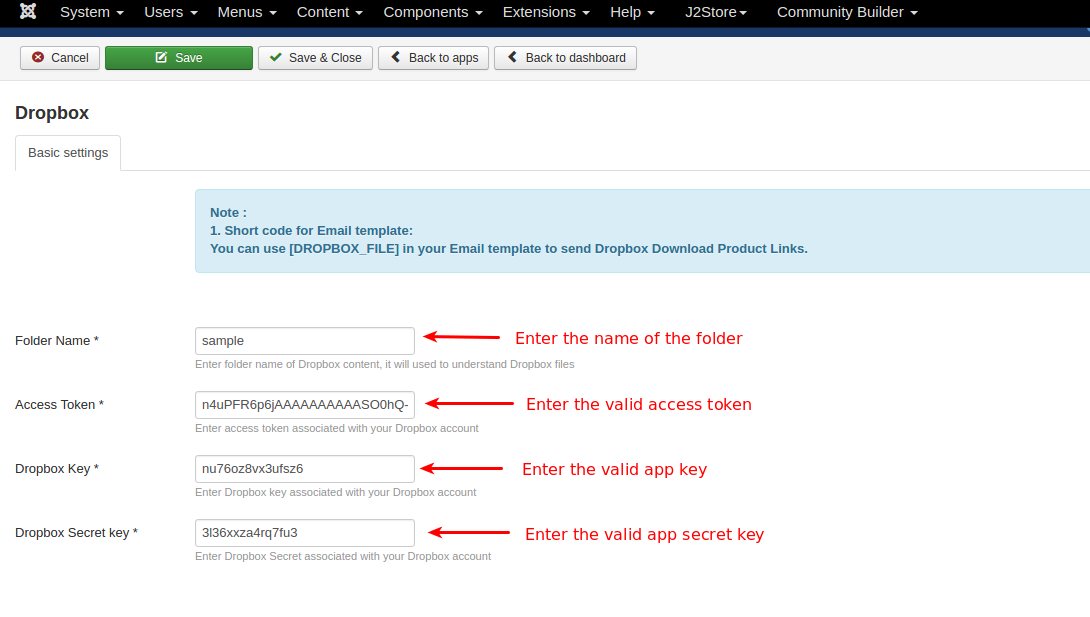 System Users Menus Content Components Extensions Help J2Store Community Builder
Cancel Save Save & Close Back to apps Back to dashboard
Dropbox
Basic settings
Note :
1. Short code for Email template:
You can use [DROPBOX_FILE] in your Email template to send Dropbox Download Product Links.
Folder Name * sample Enter the name of the folder
Enter folder name of Dropbox content, it will used to understand Dropbox files
Access Token * n4uPFR6p6jAAAAAAAAAASO0hQ- Enter the valid access token
Enter access token associated with your Dropbox account
Dropbox Key * nu76oz8vx3ufsz6 Enter the valid app key
Enter Dropbox key associated with your Dropbox account
Dropbox Secret key * 3l36xxza4rq7fu3 Enter the valid app secret key
Enter Dropbox Secret associated with your Dropbox account